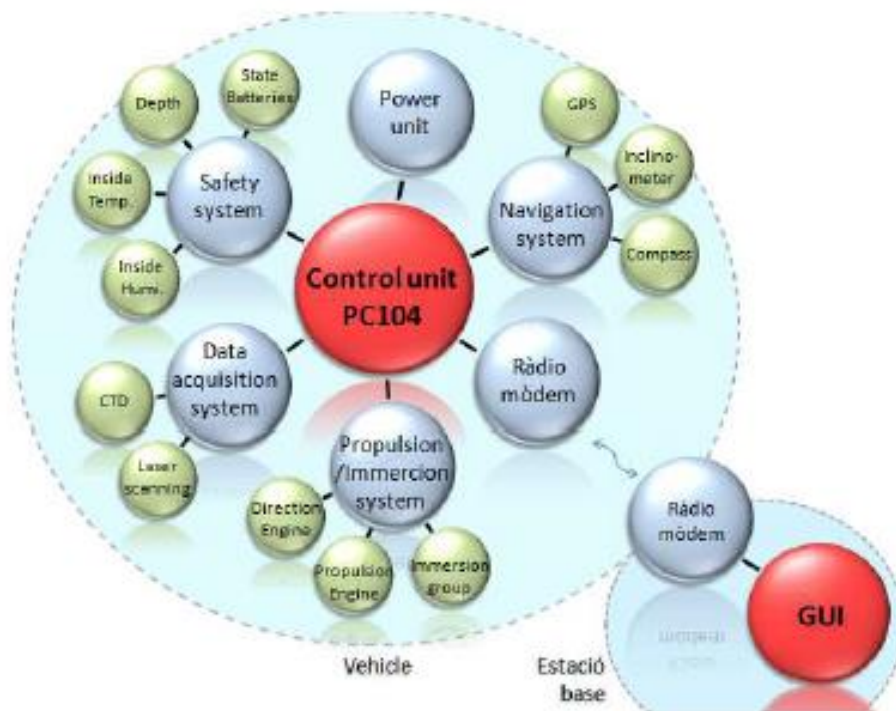 State
Batteries
Depth
Power
unit
GPS
Inclino-
meter
Inside
Temp.
Safety
system
Navigation
system
Compass
Inside
Humi.
Control unit
PC104
Data
acquisition
system
CTD
Laser
scanning
Ràdio
mòdem
Propulsion
/Immercion
system
Direction
Engine
Propulsion
Engine
Immersion
group
Ràdio
mòdem
GUI
Vehicle
Estació
base